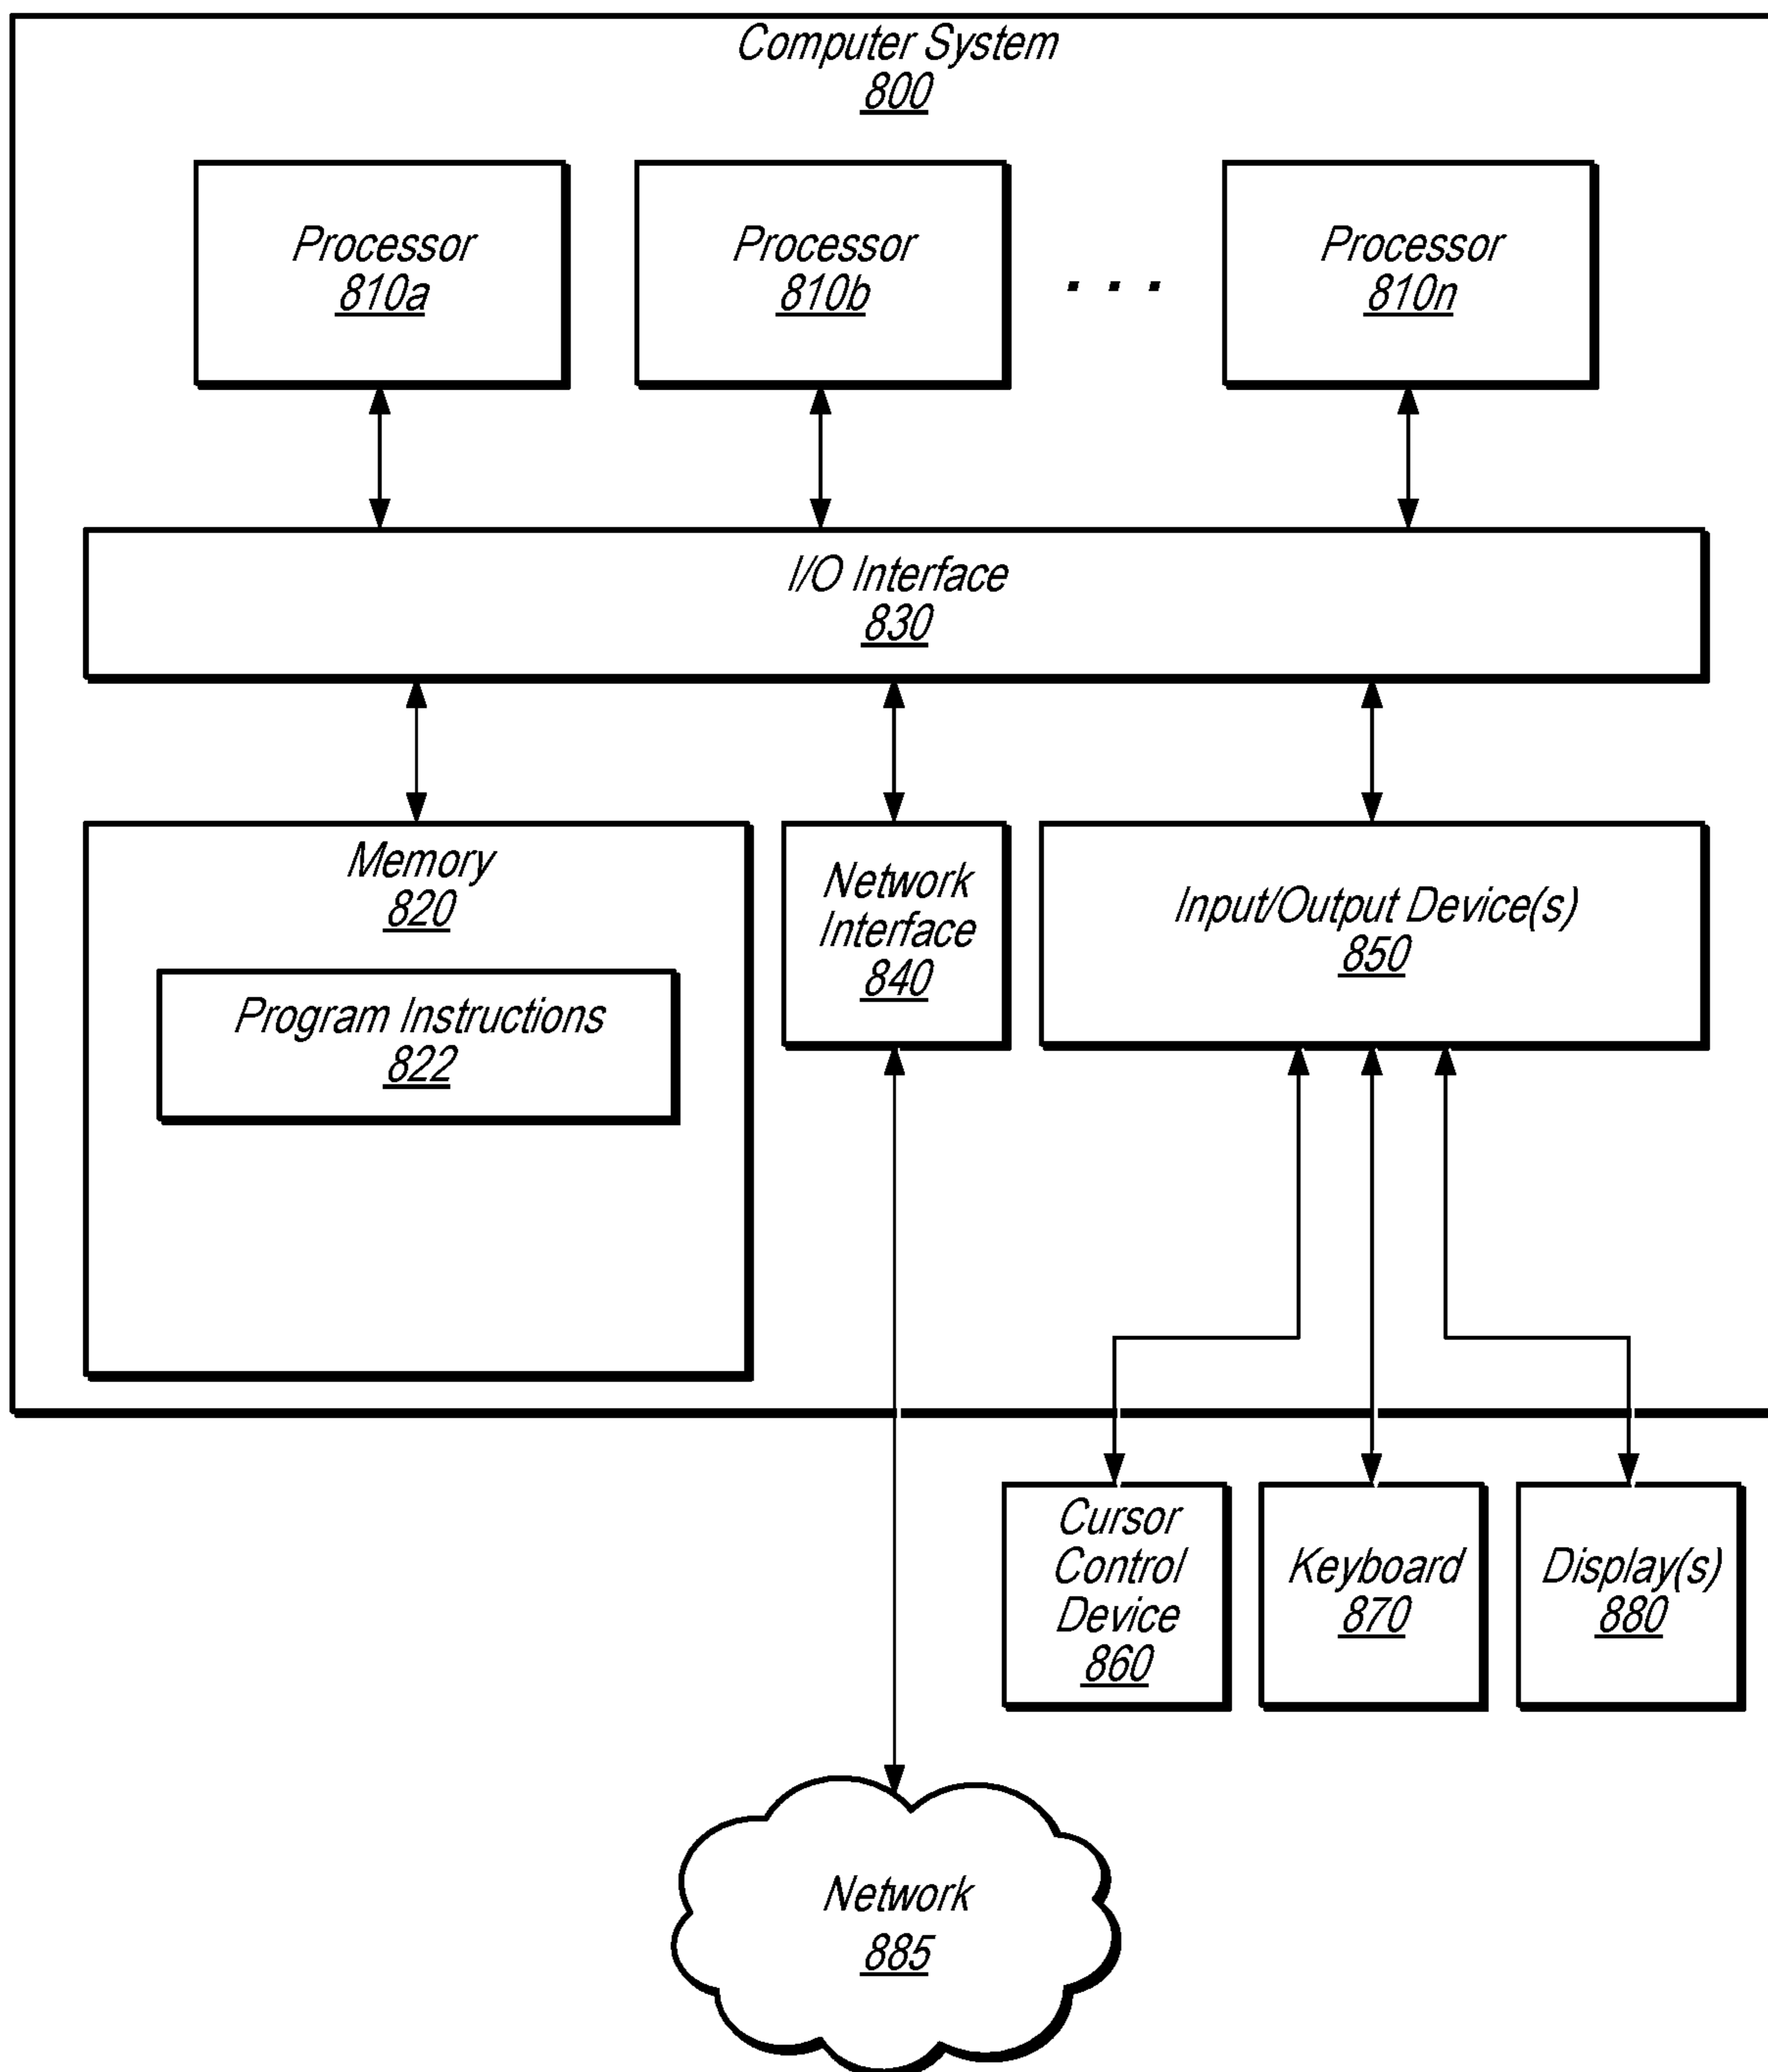 Computer System
800
Processor
810a
Processor
810b
. . .
Processor
810n
I/O Interface
830
Memory
820
Program Instructions
822
Network
Interface
840
Input/Output Device(s)
850
Cursor
Control
Device
860
Keyboard
870
Display(s)
880
Network
885